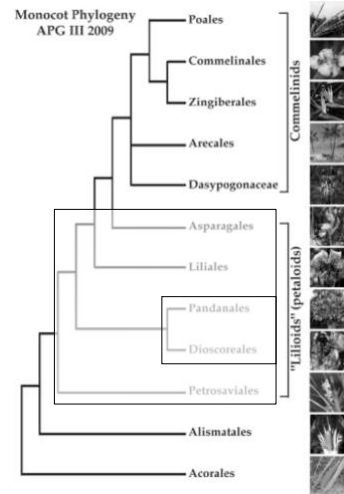 Monocot Phylogeny
APG III 2009
Poales
Commelinales
Zingiberales
Arecales
Dasypogonaceae
Commelinids
Asparagales
Liliales
Pandanales
Dioscoreales
Petrosaviales
"Lilioids" (petaloids)
Alismatales
Acorales